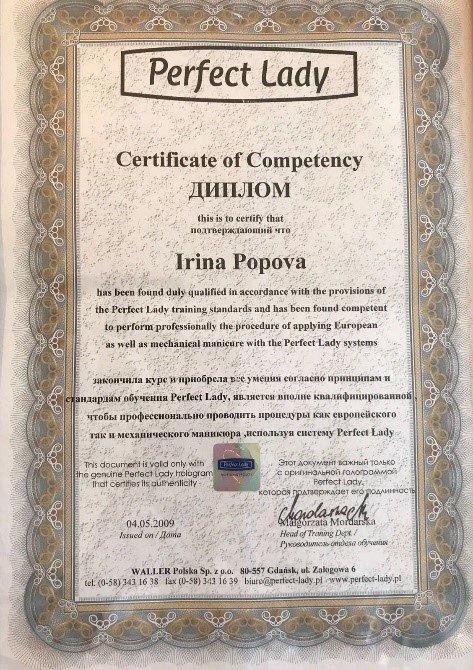 Perfect Lady
Certificate of Competency
ДИПЛОМ
this is to certify that
подтверждающий что
Irina Popova
has been found duly qualified in accordance with the provisions of
the Perfect Lady training standards and has been found competent
to perform professionally the procedure of applying European
as well as mechanical manicure with the Perfect Lady systems
закончила курс и приобрела все умения согласно принципам и
стандартам обучения Perfect Lady, является вполне квалифицированной
чтобы профессионально проводить процедуры как европейского
так и механического маникюра ,используя систему Perfect Lady
This document is valid only with
the genuine Perfect Lady hologram
that certifies its authenticity
Perfect Lady
Этот документ важный только
с оригинальной голограммой
Perfect Lady,
которая подтверждает его подлинность
04.05.2009
Issued on / Дата
Małgorzata Mordarska
Head of Traning Dept. /
Руководитель отдела обучения
WALLER Polska Sp. z o.o. 80-557 Gdańsk, ul. Załogowa 6
tel. (0-58) 343 16 38 fax (0-58) 343 16 39 biuro@perfect-lady.pl www.perfect-lady.pl